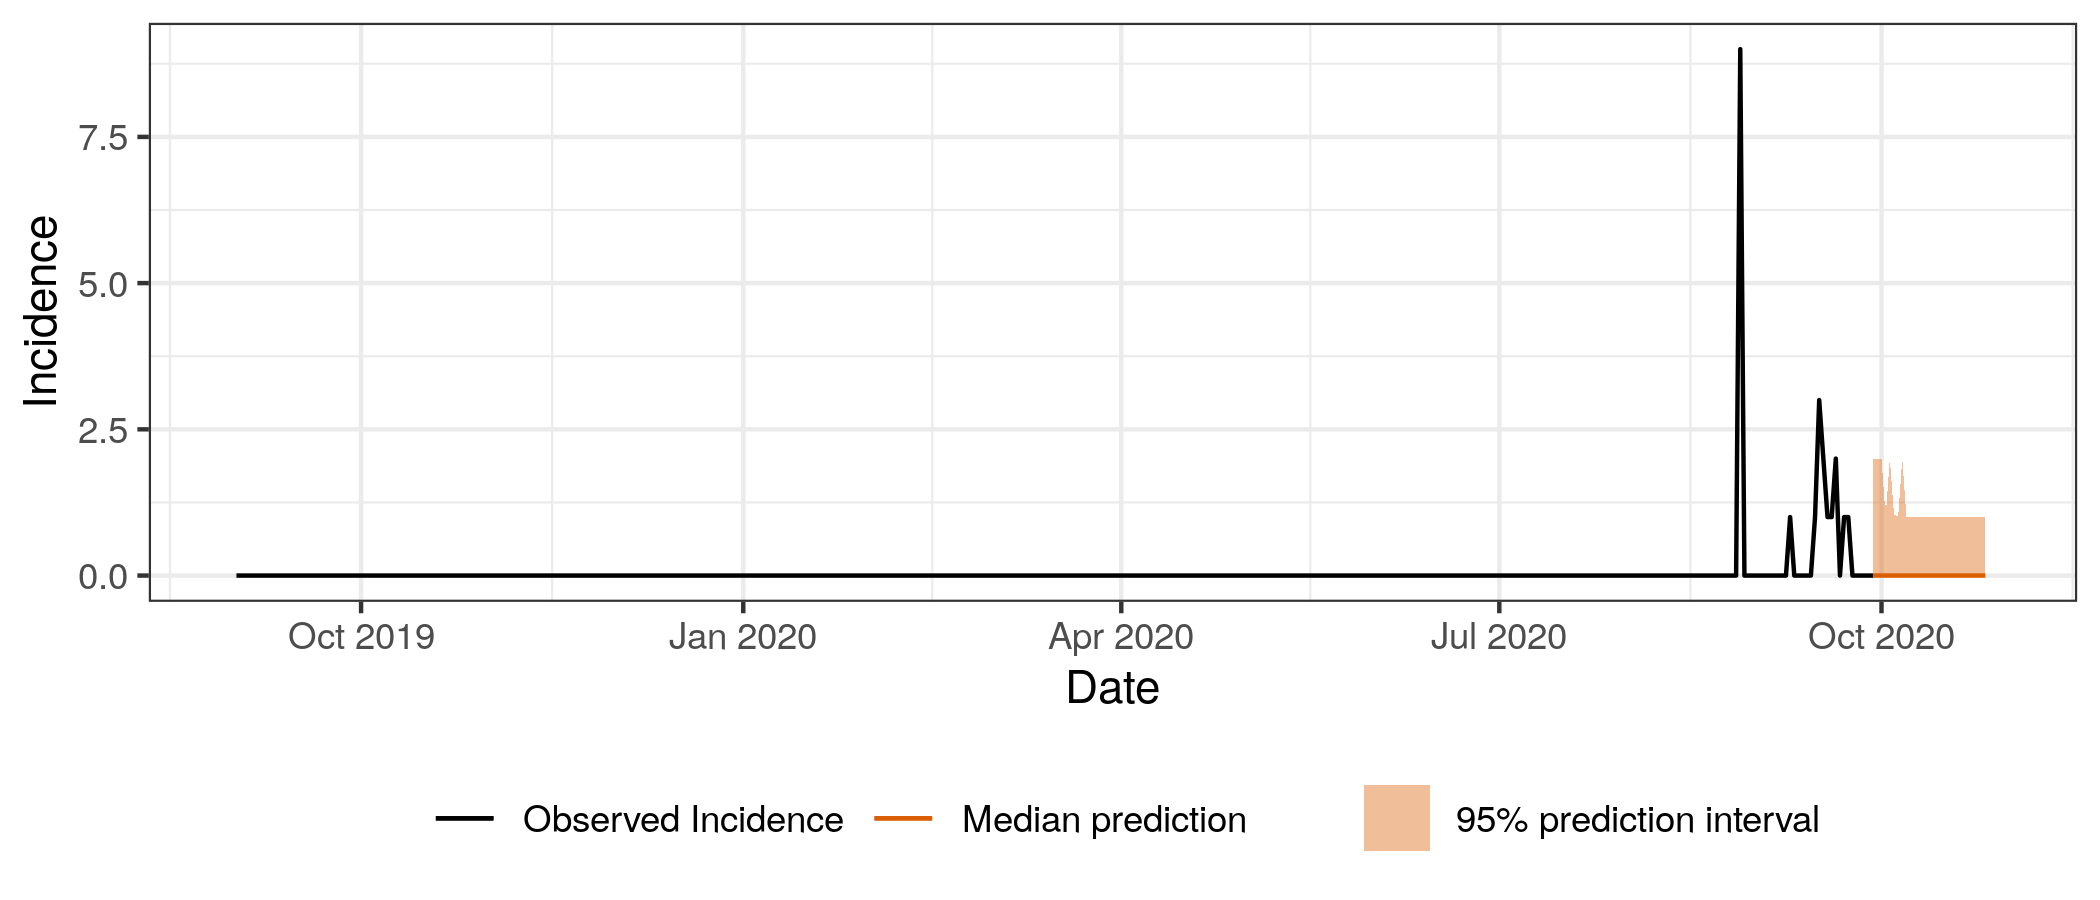 Incidence
7.5
5.0
2.5
0.0
Oct 2019 Jan 2020 Apr 2020 Jul 2020 Oct 2020
Date
Observed Incidence Median prediction 95% prediction interval